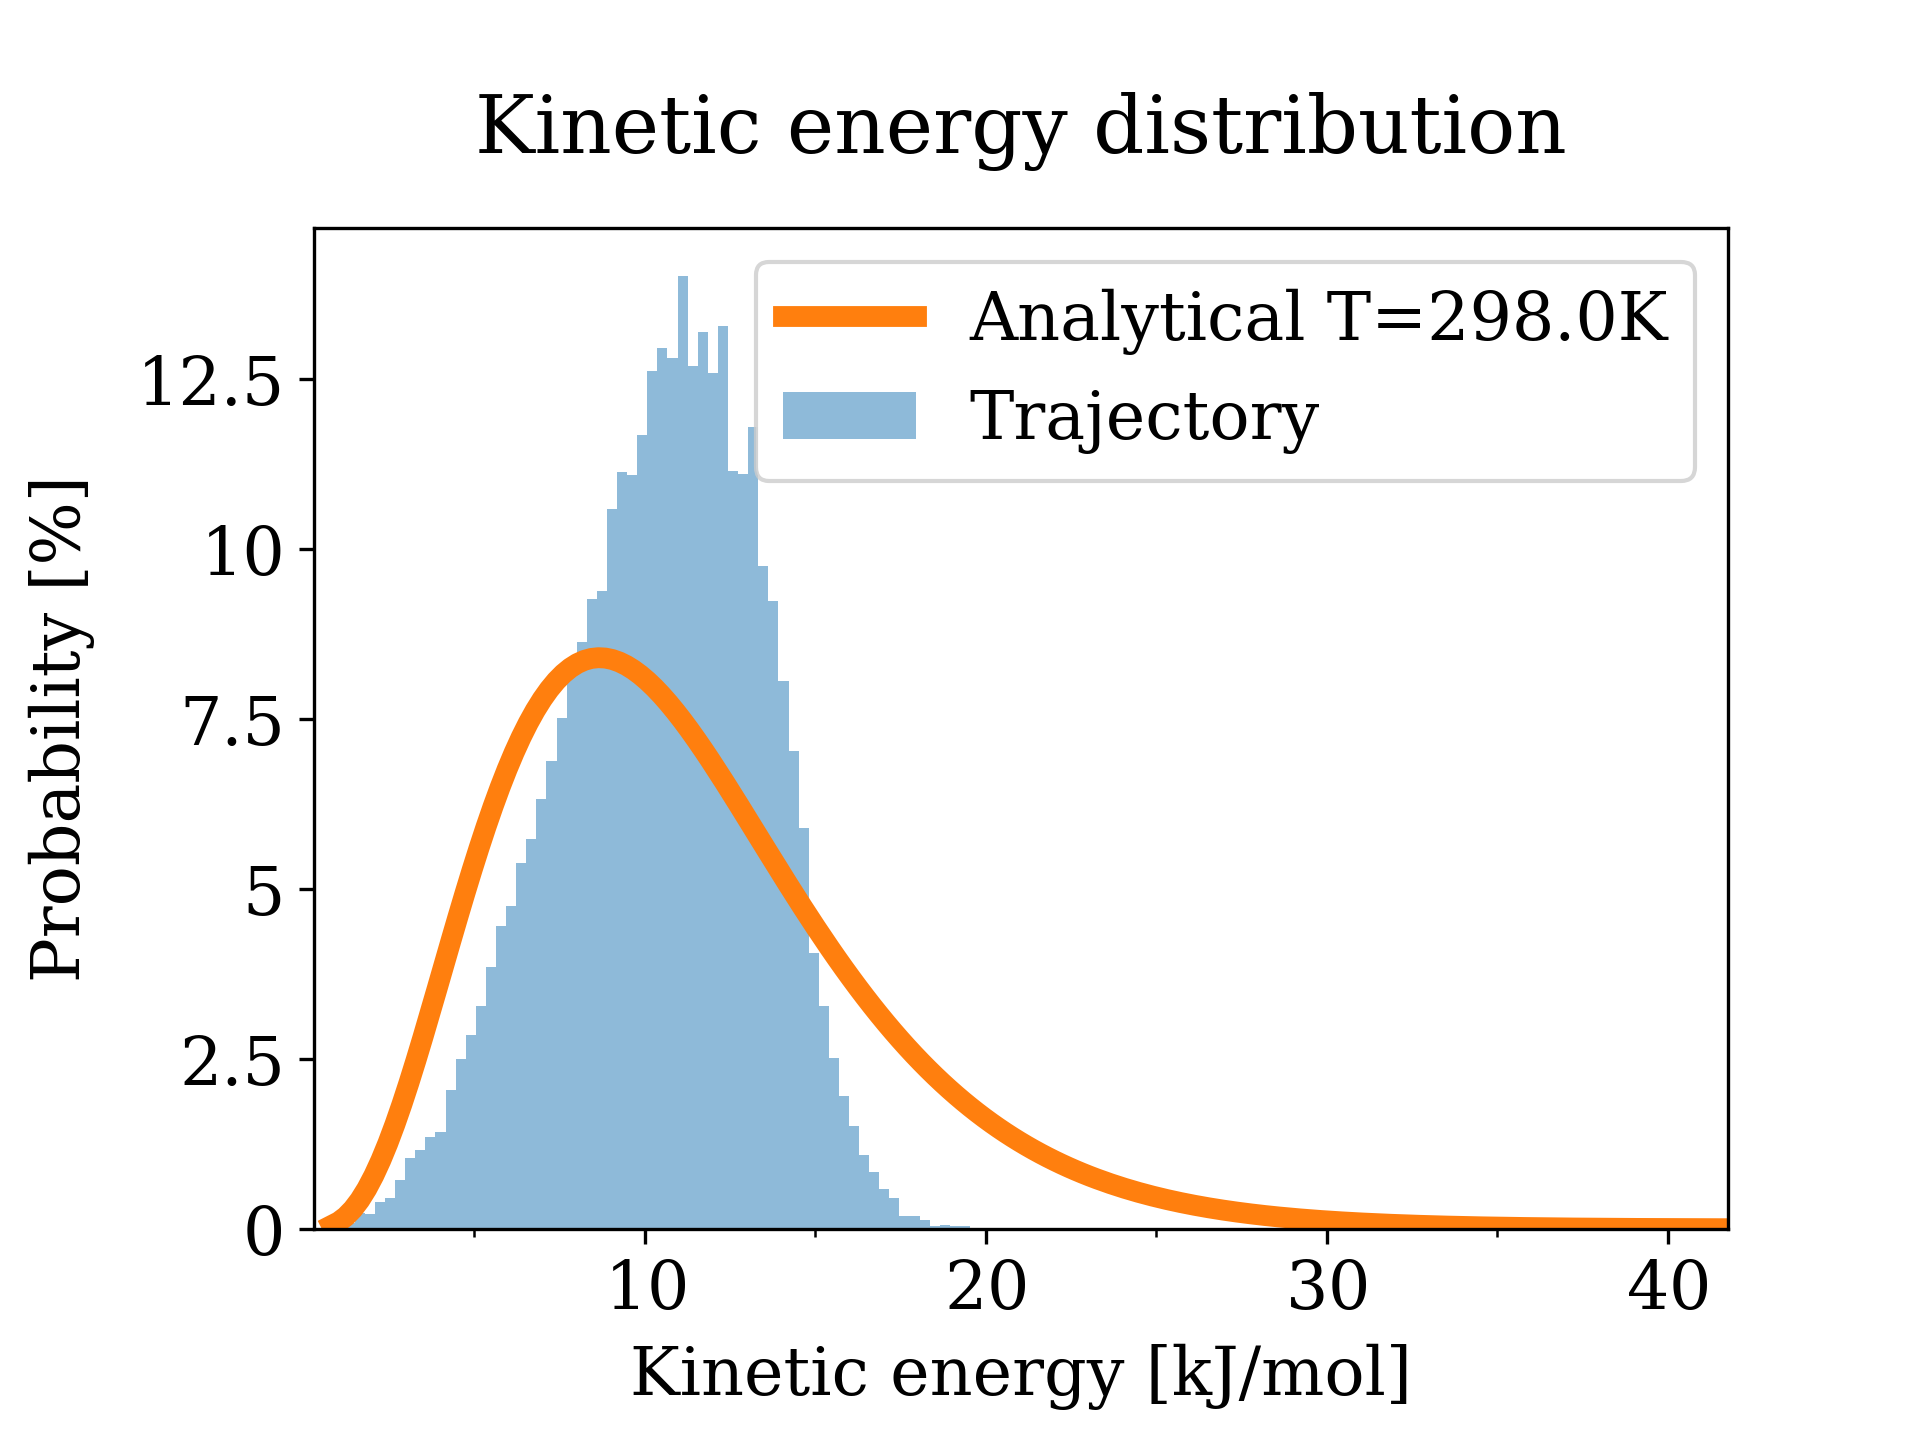 Kinetic energy distribution
Analytical T=298.0K
Trajectory
Probability [%]
12.5
10
7.5
5
2.5
0
10 20 30 40
Kinetic energy [kJ/mol]